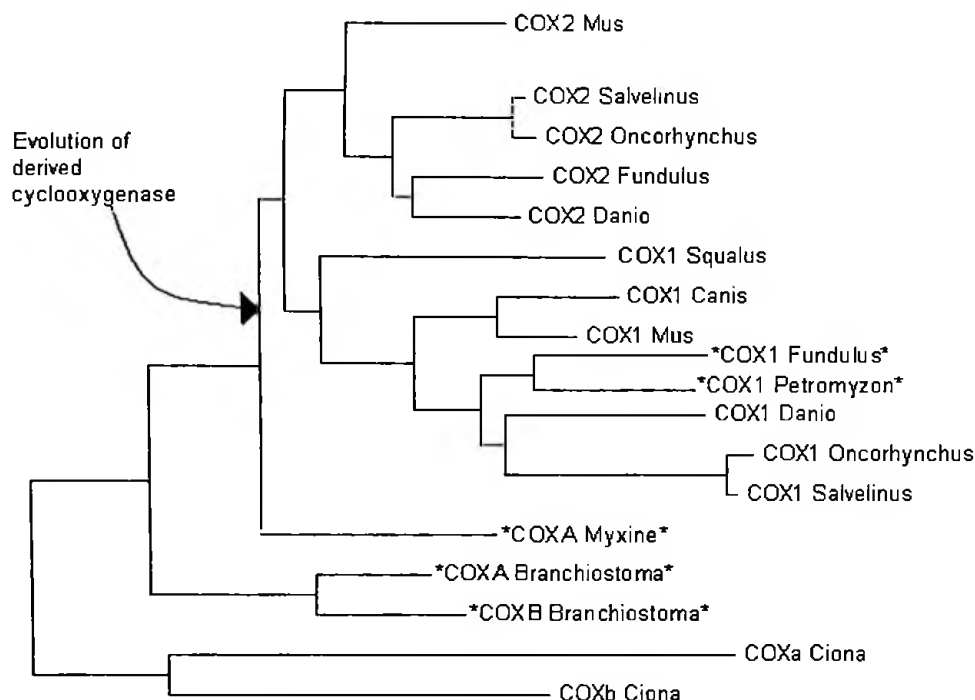 COX2 Mus
COX2 Salvelinus
COX2 Oncorhynchus
Evolution of
derived
cyclooxygenase
COX2 Fundulus
COX2 Danio
COX1 Squalus
COX1 Canis
COX1 Mus
*COX1 Fundulus*
*COX1 Petromyzon*
COX1 Danio
COX1 Oncorhynchus
COX1 Salvelinus
*COXA Myxine*
*COXA Branchiostoma*
*COXB Branchiostoma*
COXa Ciona
COXb Ciona